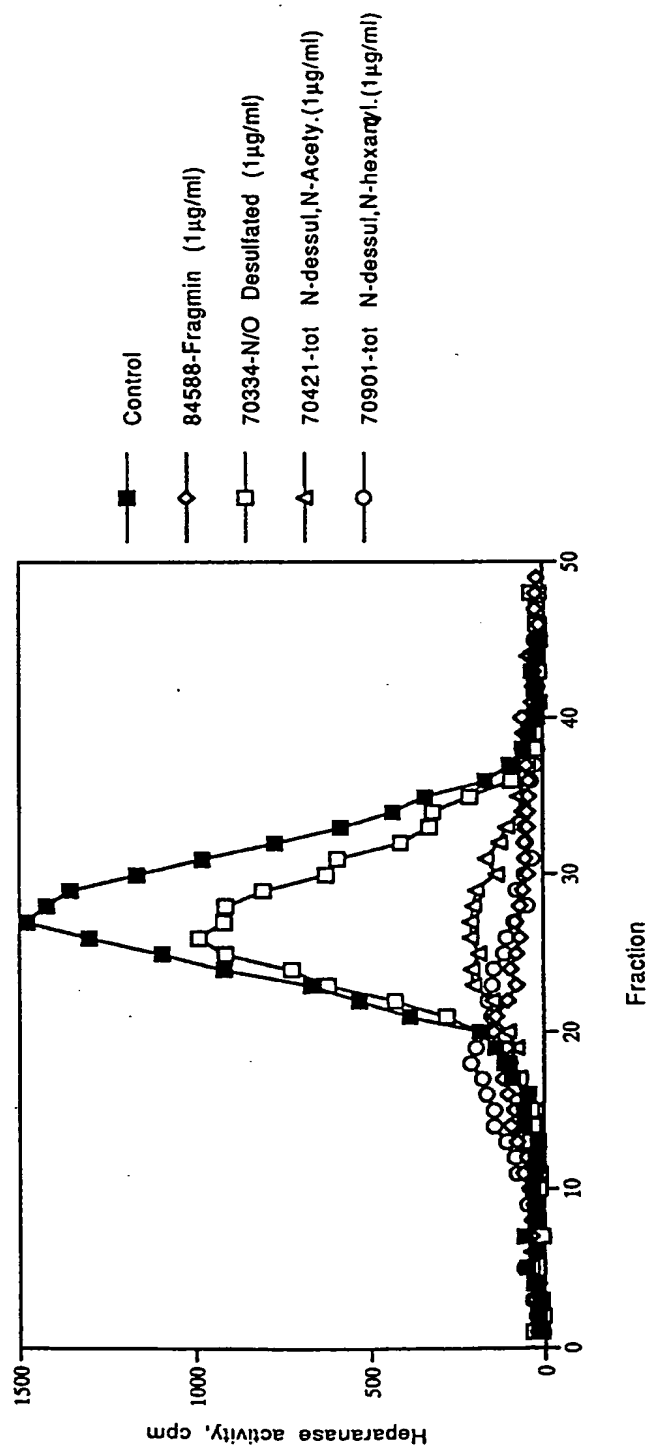 Control
84588-Fragmin (1µg/ml)
70334-N/O Desulfated (1µg/ml)
70421-tot N-dessul,N-Acety.(1µg/ml)
70901-tot N-dessul,N-hexanyl.(1µg/ml)
Heparanase activity, cpm
1500
1000
500
0
0
10
20
30
40
50
Fraction